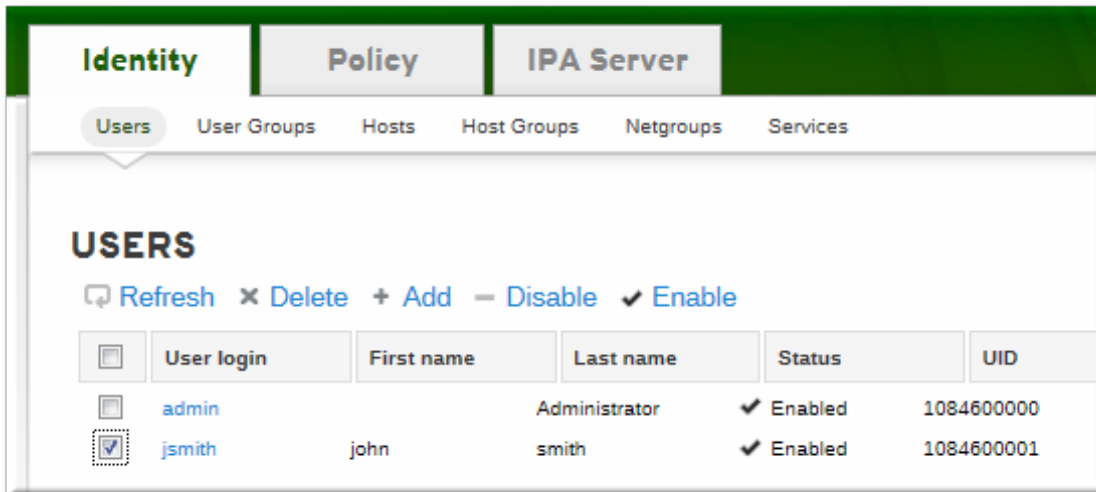 Identity Policy IPA Server
Users User Groups Hosts Host Groups Netgroups Services
USERS
Refresh Delete Add Disable Enable
User login First name Last name Status UID
admin Administrator Enabled 1084600000
jsmith john smith Enabled 1084600001